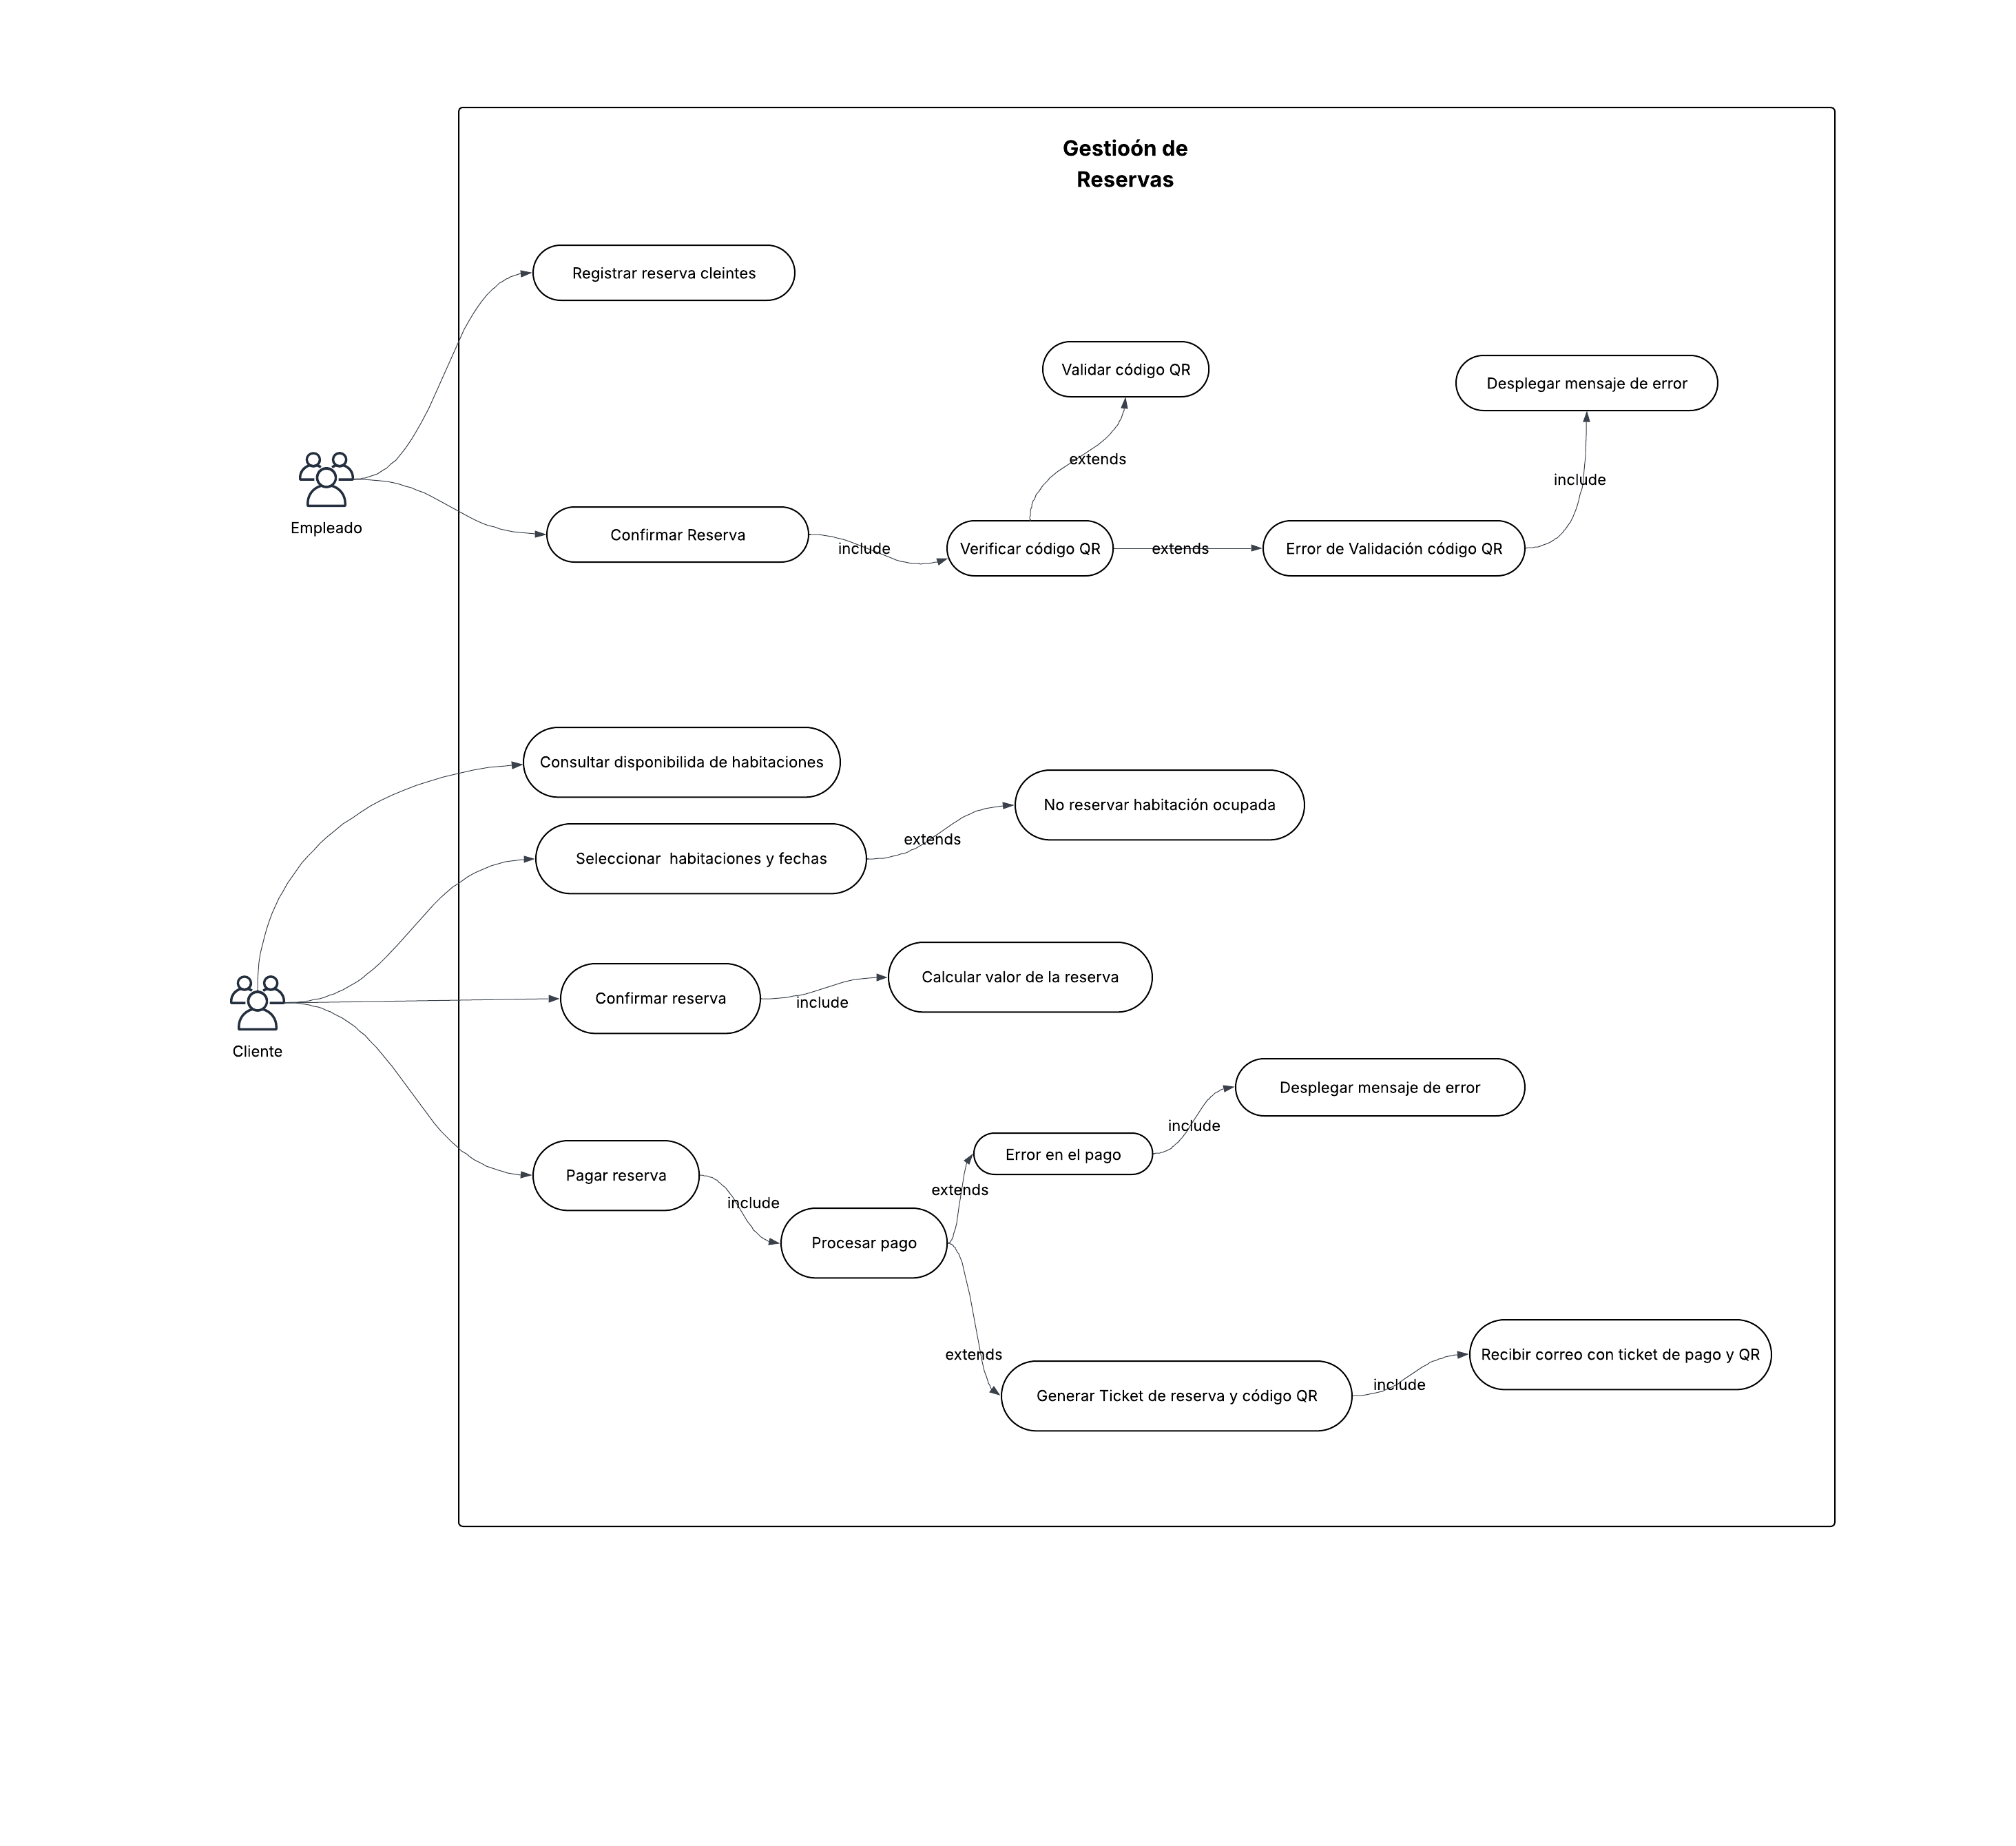 Gestioón de
Reservas
Registrar reserva cleintes
Validar código QR
Desplegar mensaje de error
extends
include
Empleado
Confirmar Reserva
include
Verificar código QR
extends
Error de Validación código QR
Consultar disponibilida de habitaciones
No reservar habitación ocupada
extends
Seleccionar  habitaciones y fechas
Calcular valor de la reserva
Confirmar reserva
include
Cliente
Desplegar mensaje de error
include
Error en el pago
Pagar reserva
extends
include
Procesar pago
extends
Recibir correo con ticket de pago y QR
include
Generar Ticket de reserva y código QR